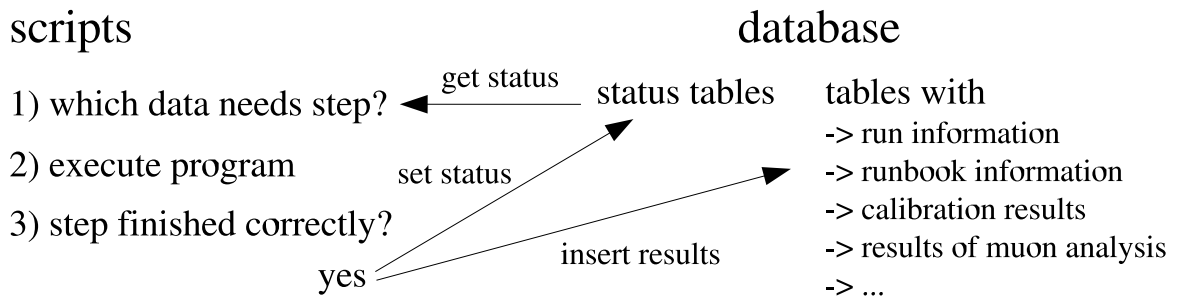 scripts
database
1) which data needs step?
get status
status tables
tables with
-> run information
2) execute program
set status
-> runbook information
3) step finished correctly?
-> calibration results
insert results
-> results of muon analysis
yes
-> ...